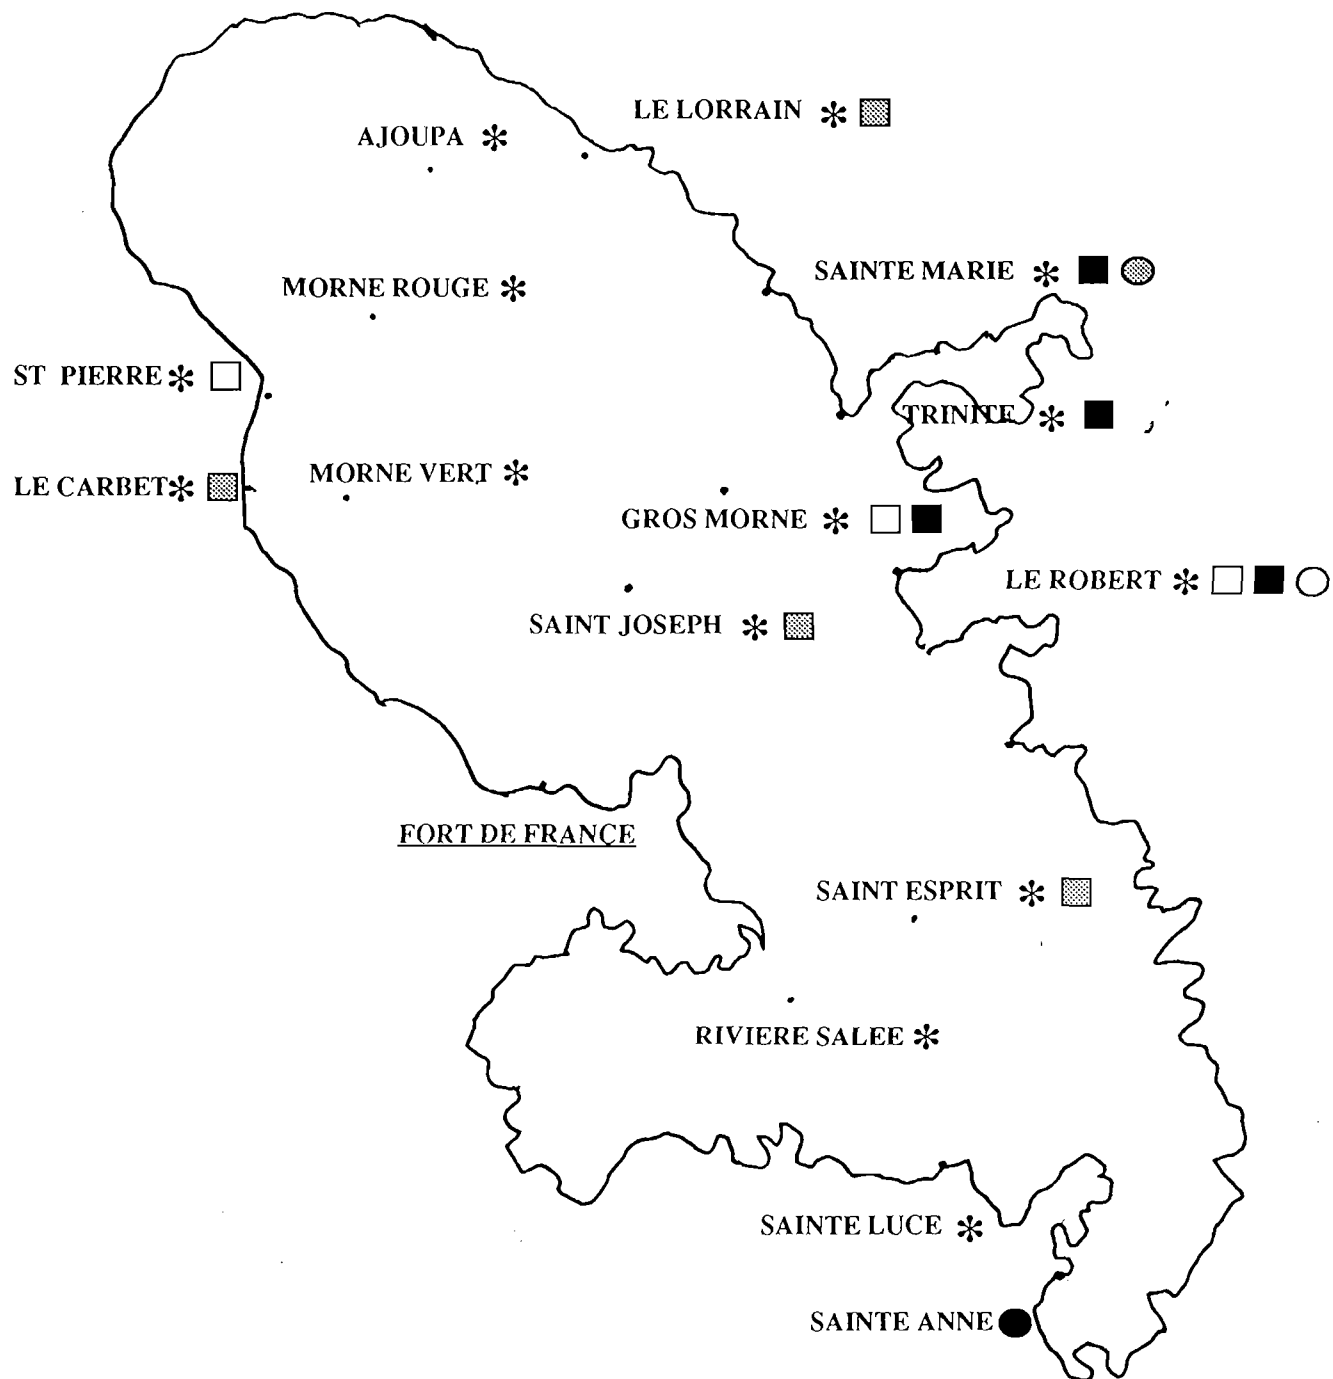 LE LORRAIN
AJOUPA
SAINTE MARIE
MORNE ROUGE
ST PIERRE
TRINITE
MORNE VERT
LE CARBET
GROS MORNE
LE ROBERT
SAINT JOSEPH
FORT DE FRANCE
SAINT ESPRIT
RIVIERE SALEE
SAINTE LUCE
SAINTE ANNE